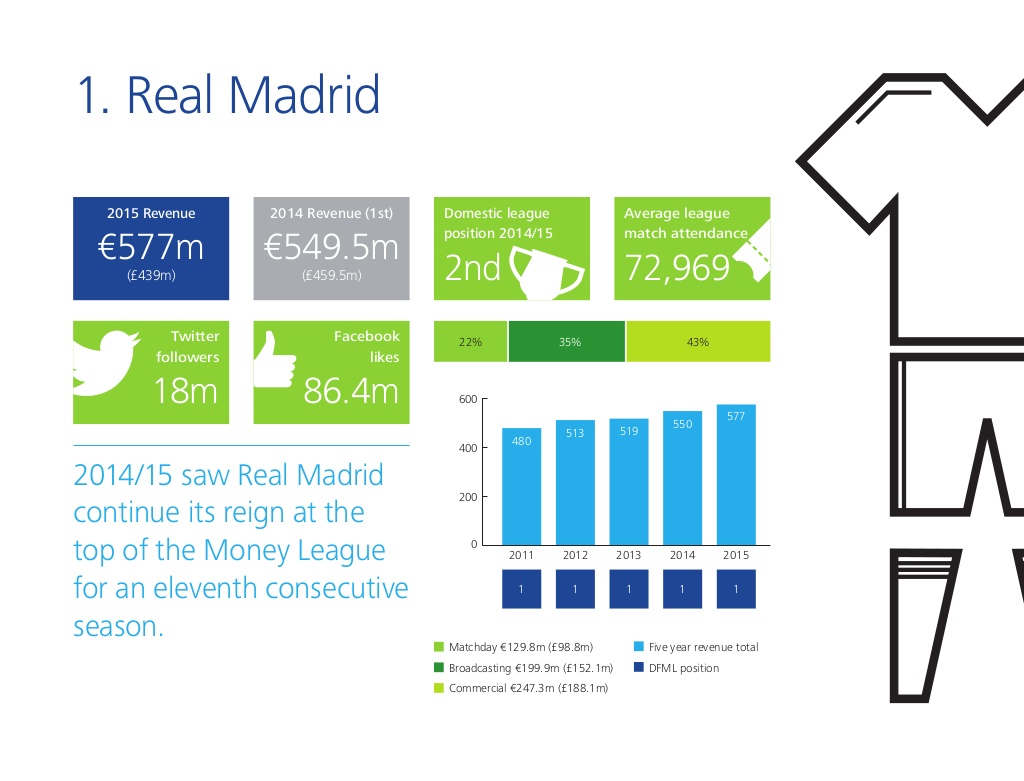 1. Real Madrid
2015 Revenue
€577m
(£439m)
2014 Revenue (1st)
€549.5m
(£459.5m)
Domestic league
position 2014/15
2nd
Average league
match attendance
72,969
Twitter
followers
18m
Facebook
likes
86.4m
22% 35% 43%
2014/15 saw Real Madrid
continue its reign at the
top of the Money League
for an eleventh consecutive
season.
600
400
200
0
480 513 519 550 577
2011 2012 2013 2014 2015
1 1 1 1 1
Matchday €129.8m (£98.8m)
Broadcasting €199.9m (£152.1m)
Commercial €247.3m (£188.1m)
Five year revenue total
DFML position